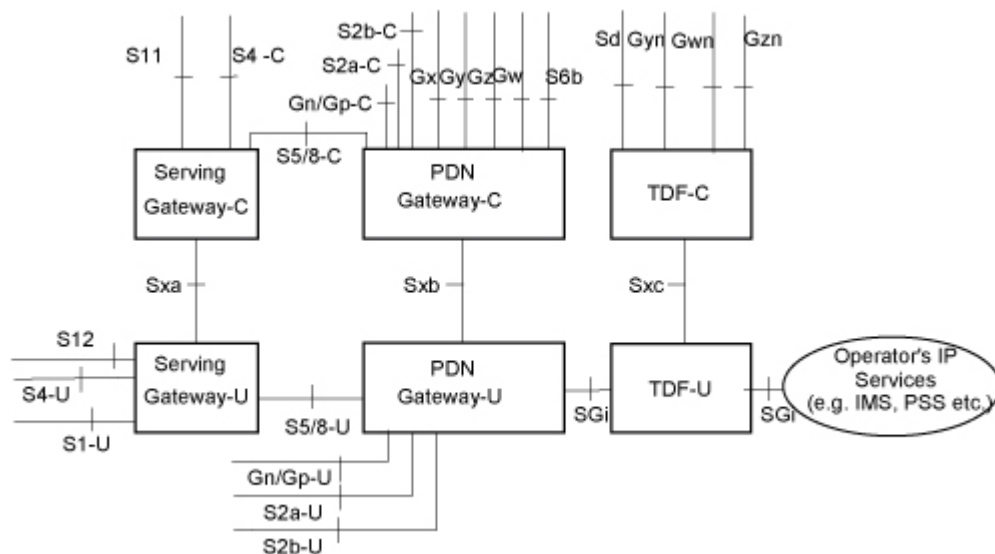 S2b-C
S11
S4 -C
S2a-C
Gn/Gp-C
Gx
Gy
Gz
Gw
S6b
Sd
Gyn
Gwn
Gzn
S5/8-C
Serving
Gateway-C
PDN
Gateway-C
TDF-C
Sxa
Sxb
Sxc
S12
S4-U
S1-U
Serving
Gateway-U
S5/8-U
PDN
Gateway-U
SGi
TDF-U
SGi
Operator's IP
Services
(e.g. IMS, PSS etc.)
Gn/Gp-U
S2a-U
S2b-U